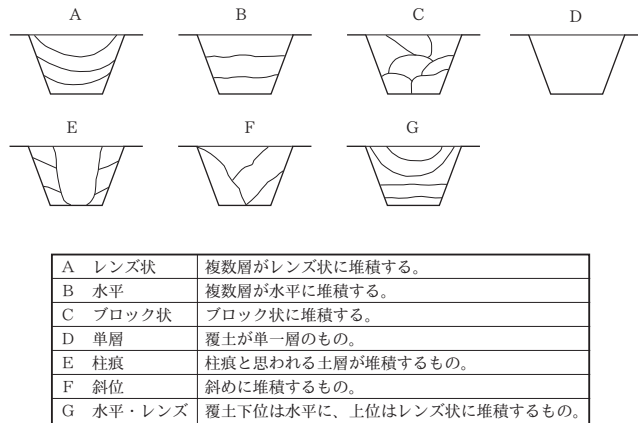 A B C D
E F G
A レンズ状 複数層がレンズ状に堆積する。
B 水平 複数層が水平に堆積する。
C ブロック状 ブロック状に堆積する。
D 単層 覆土が単一層のもの。
E 柱痕 柱痕と思われる土層が堆積するもの。
F 斜位 斜めに堆積するもの。
G 水平・レンズ 覆土下位は水平に、上位はレンズ状に堆積するもの。